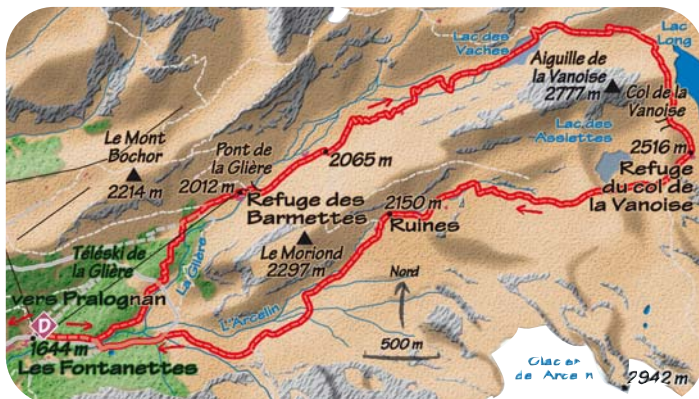 Lac des
Vaches
Lac
Long
Aiguille de
la Vanoise
2777 m
Col de la
Vanoise
Lac des
Assiettes
2516 m
Refuge
du col de
la Vanoise
Le Mont
Bochor
2214 m
Pont de
la Glière
2012 m
2065 m
Refuge des
Barmettes
2150 m
Ruines
Le Moriond
2297 m
Téléski de
la Glière
La Glière
vers Pralognan
D
1644 m
Les Fontanettes
L'Arcelin
Nord
500 m
de
2942 m